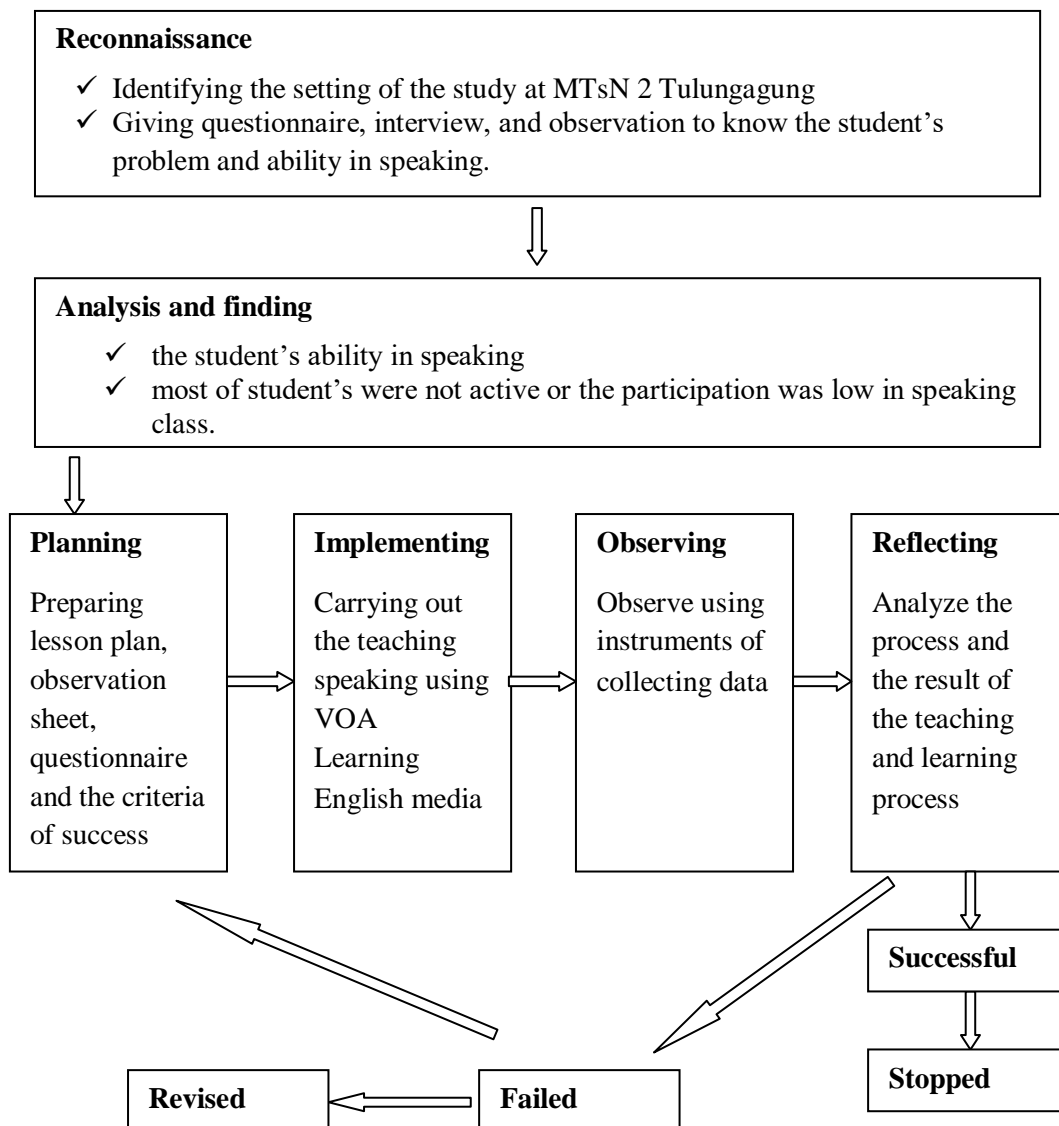 Reconnaissance
✓ Identifying the setting of the study at MTsN 2 Tulungagung
✓ Giving questionnaire, interview, and observation to know the student’s
problem and ability in speaking.
Analysis and finding
✓ the student’s ability in speaking
✓ most of student’s were not active or the participation was low in speaking
class.
Planning
Preparing
lesson plan,
observation
sheet,
questionnaire
and the criteria
of success
Implementing
Carrying out
the teaching
speaking using
VOA
Learning
English media
Observing
Observe using
instruments of
collecting data
Reflecting
Analyze the
process and
the result of
the teaching
and learning
process
Successful
Stopped
Failed
Revised